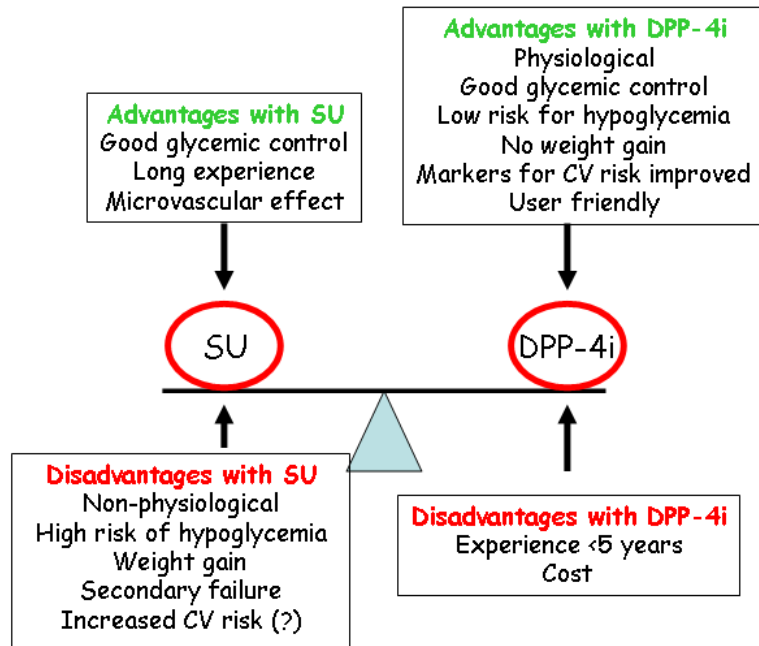 Advantages with SU
Good glycemic control
Long experience
Microvascular effect
Advantages with DPP-4i
Physiological
Good glycemic control
Low risk for hypoglycemia
No weight gain
Markers for CV risk improved
User friendly
SU
DPP-4i
Disadvantages with SU
Non-physiological
High risk of hypoglycemia
Weight gain
Secondary failure
Increased CV risk (?)
Disadvantages with DPP-4i
Experience <5 years
Cost